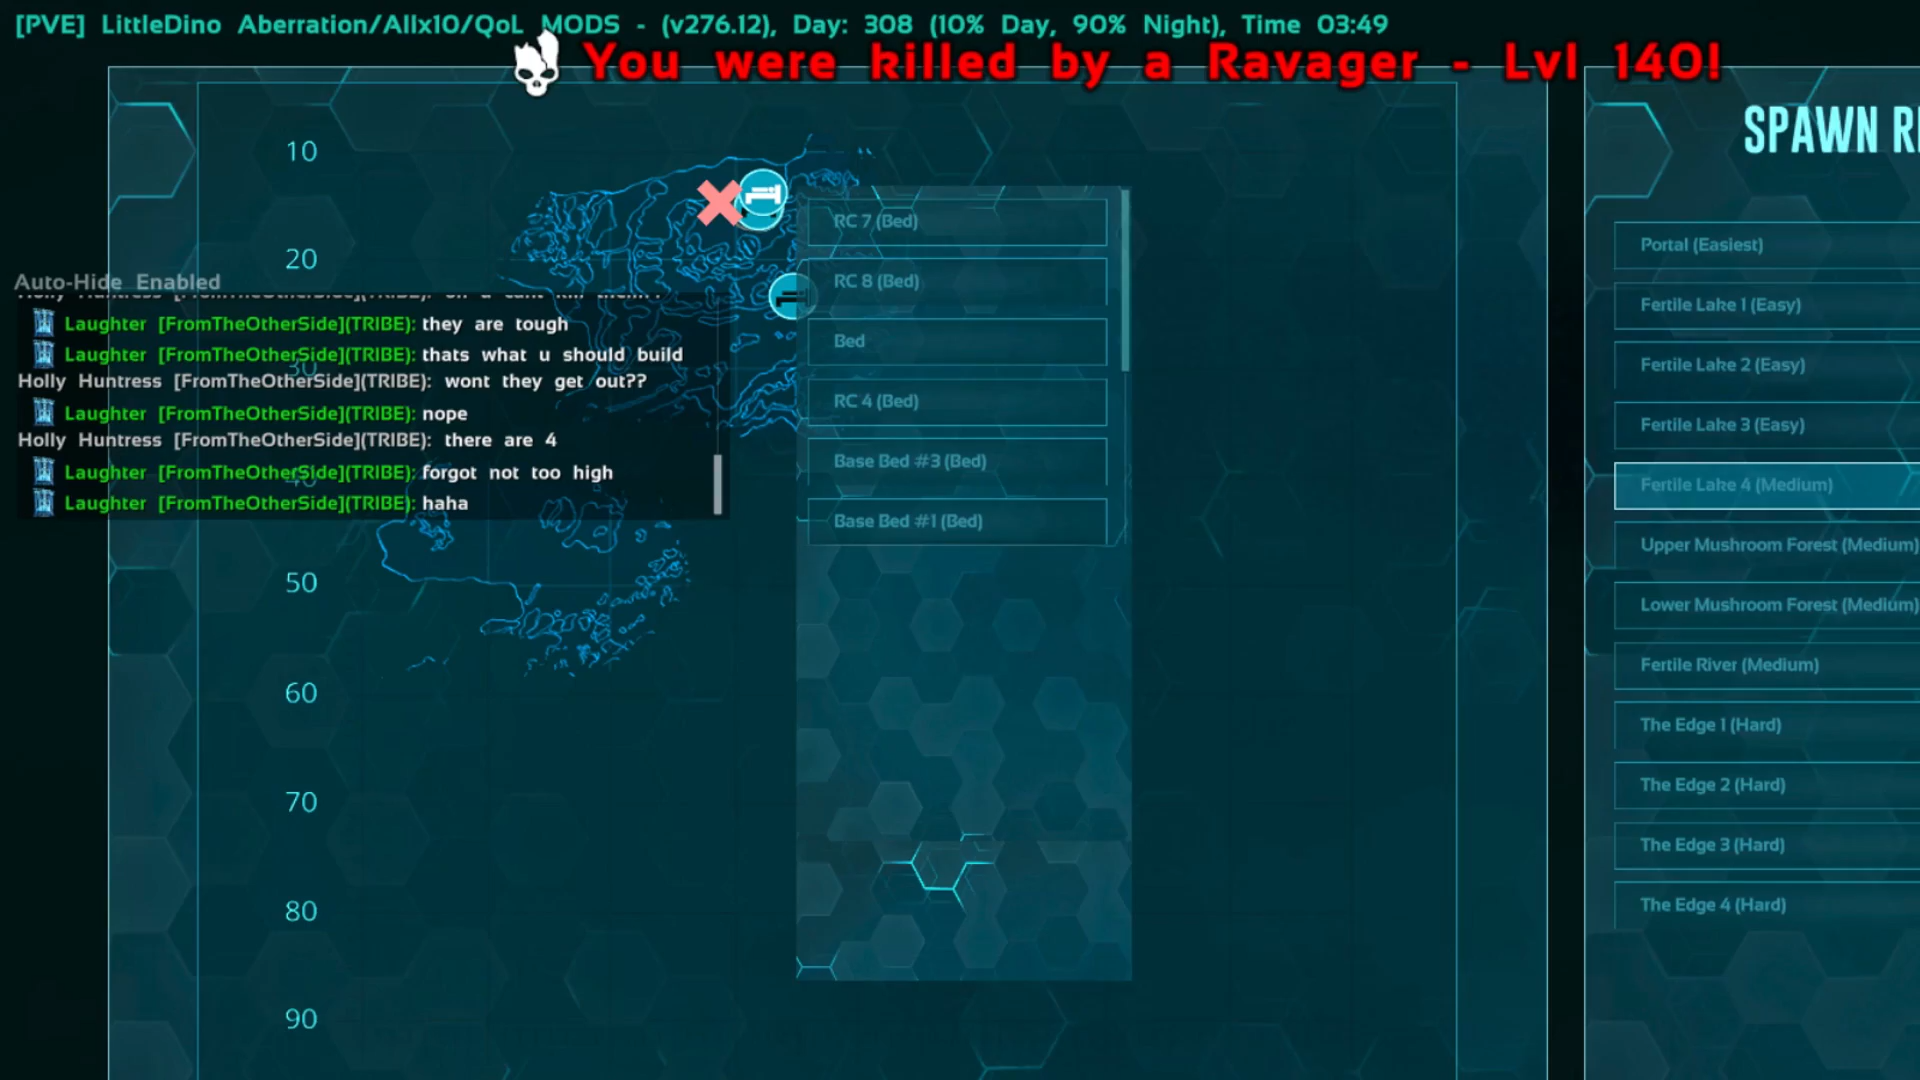 [PVE] LittleDino Aberration/Allx10/QoL MODS - (v276.12), Day: 308 (10% Day, 90% Night), Time 03:49
You were killed by a Ravager - Lvl 140!
SPAWN
10
20
50
60
70
80
90
Auto-Hide Enabled
Holly Huntress [FromTheOtherSide](TRIBE):
Laughter [FromTheOtherSide](TRIBE): they are tough
Laughter [FromTheOtherSide](TRIBE): thats what u should build
Holly Huntress [FromTheOtherSide](TRIBE): wont they get out??
Laughter [FromTheOtherSide](TRIBE): nope
Holly Huntress [FromTheOtherSide](TRIBE): there are 4
Laughter [FromTheOtherSide](TRIBE): forgot not too high
Laughter [FromTheOtherSide](TRIBE): haha
RC 7 (Bed)
RC 8 (Bed)
Bed
RC 4 (Bed)
Base Bed #3 (Bed)
Base Bed #1 (Bed)
Portal (Easiest)
Fertile Lake 1 (Easy)
Fertile Lake 2 (Easy)
Fertile Lake 3 (Easy)
Fertile Lake 4 (Medium)
Upper Mushroom Forest (Medium)
Lower Mushroom Forest (Medium)
Fertile River (Medium)
The Edge 1 (Hard)
The Edge 2 (Hard)
The Edge 3 (Hard)
The Edge 4 (Hard)